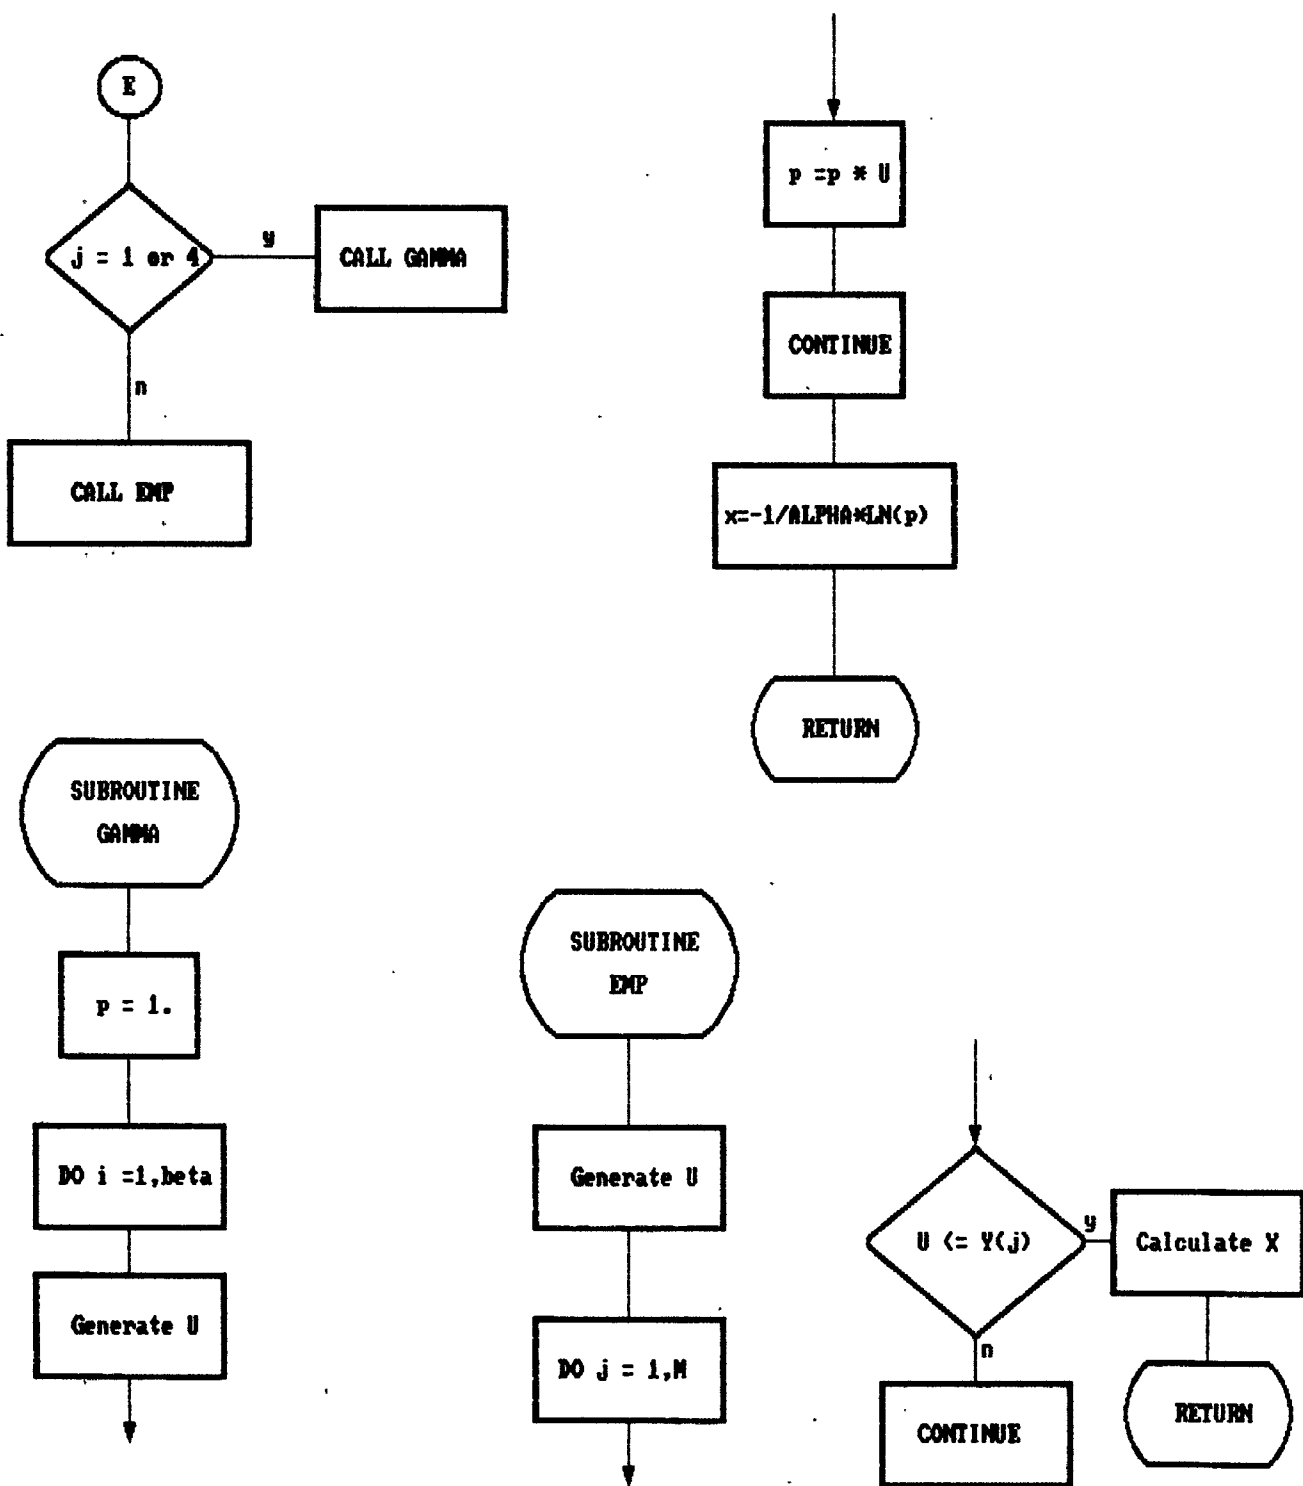 E
j = 1 or 4
y
CALL GAMMA
n
CALL EMP
p =p * U
CONTINUE
x=-1/ALPHA*LN(p)
RETURN
SUBROUTINE
GAMMA
p = 1.
DO i =1,beta
Generate U
SUBROUTINE
EMP
Generate U
DO j = 1,M
U <= Y(j)
y
Calculate X
n
CONTINUE
RETURN